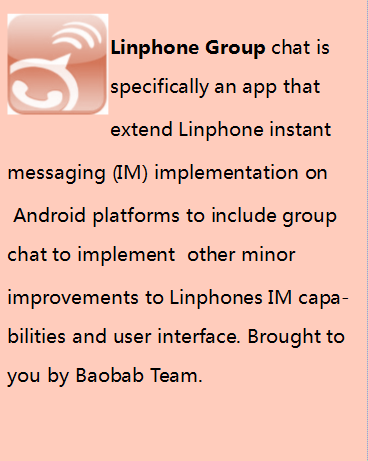 Linphone Group chat is
specifically an app that
extend Linphone instant
messaging (IM) implementation on
Android platforms to include group
chat to implement  other minor
improvements to Linphones IM capa-
bilities and user interface. Brought to
you by Baobab Team.